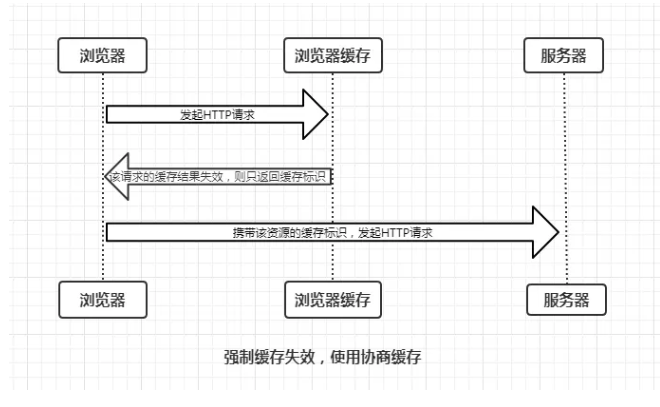 浏览器
浏览器缓存
服务器
发起HTTP请求
该请求的缓存结果失效，则只返回缓存标识
携带该资源的缓存标识，发起HTTP请求
浏览器
浏览器缓存
服务器
强制缓存失效，使用协商缓存